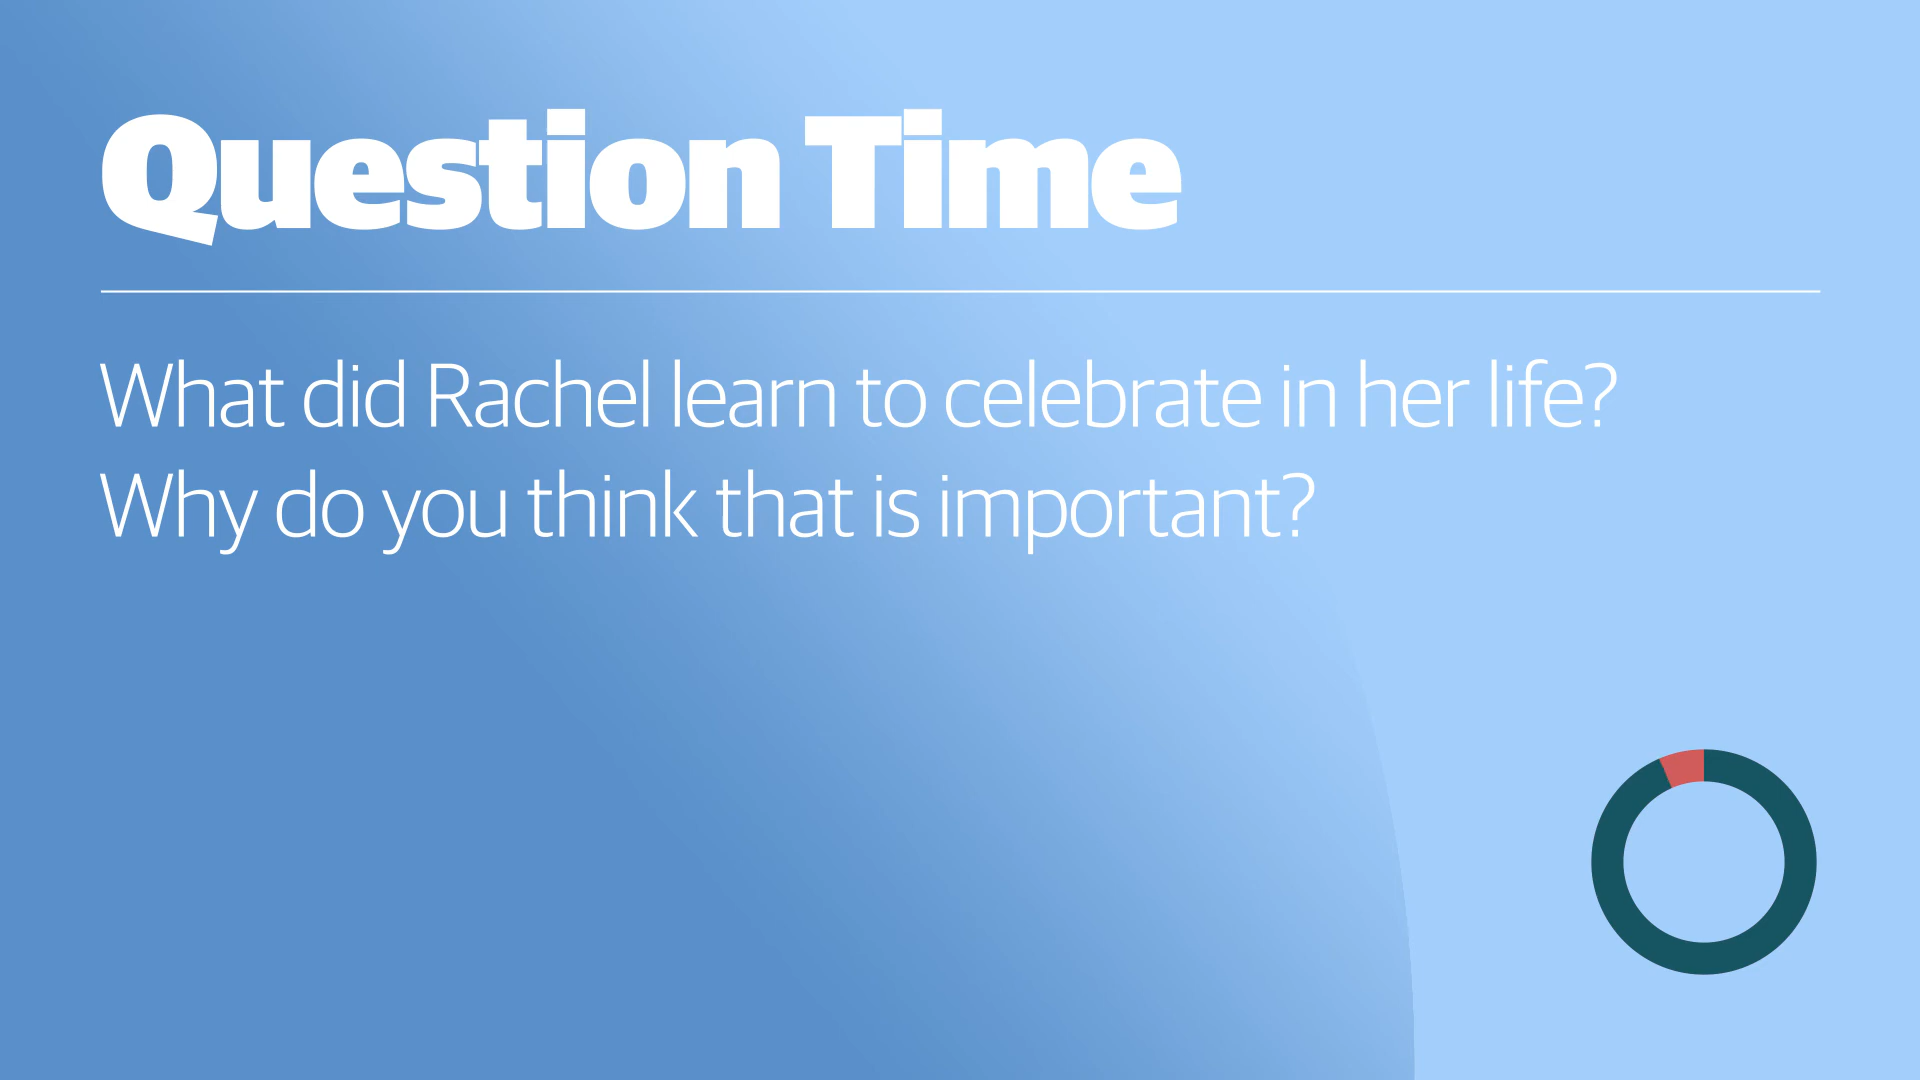 Question Time
What did Rachel learn to celebrate in her life?
Why do you think that is important?